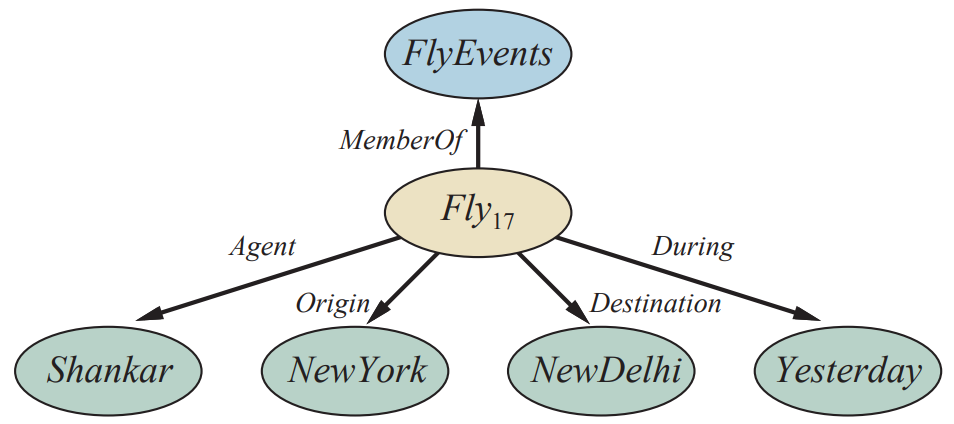 FlyEvents
MemberOf
Fly17
Agent
During
Origin
Destination
Shankar
NewYork
NewDelhi
Yesterday